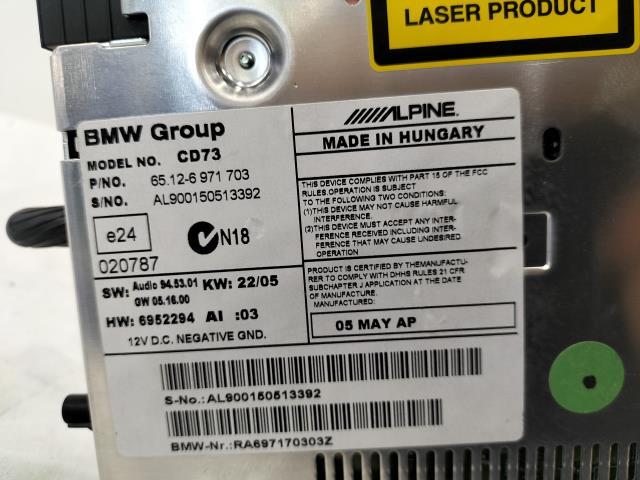 LASER PRODUCT
BMW Group
MODEL NO. CD73
P/NO. 65.12-6 971 703
S/NO. AL900150513392
e24
N18
020787
SW: Audio 94.53.01 KW: 22/05
GW 05.16.00
HW: 6952294 AI :03
12V D.C. NEGATIVE GND.
ALPINE
MADE IN HUNGARY
THIS DEVICE COMPLIES WITH PART 15 OF THE FCC
RULES.OPERATION IS SUBJECT
TO THE FOLLOWING TWO CONDITIONS:
(1)THIS DEVICE MAY NOT CAUSE HARMFUL
INTERFERENCE.
(2)THIS DEVICE MUST ACCEPT ANY INTER-
FERENCE RECEIVED INCLUDING INTER-
FERENCE THAT MAY CAUSE UNDESIRED
OPERATION
PRODUCT IS CERTIFIED BY THEMANUFACTU-
RER TO COMPLY WITH DHHS RULES 21 CFR
SUBCHAPTER J APPLICATION AT THE DATE
OF MANUFACTURE.
MANUFACTURED:
05 MAY AP
S-No.:AL900150513392
BMW-Nr.:RA697170303Z